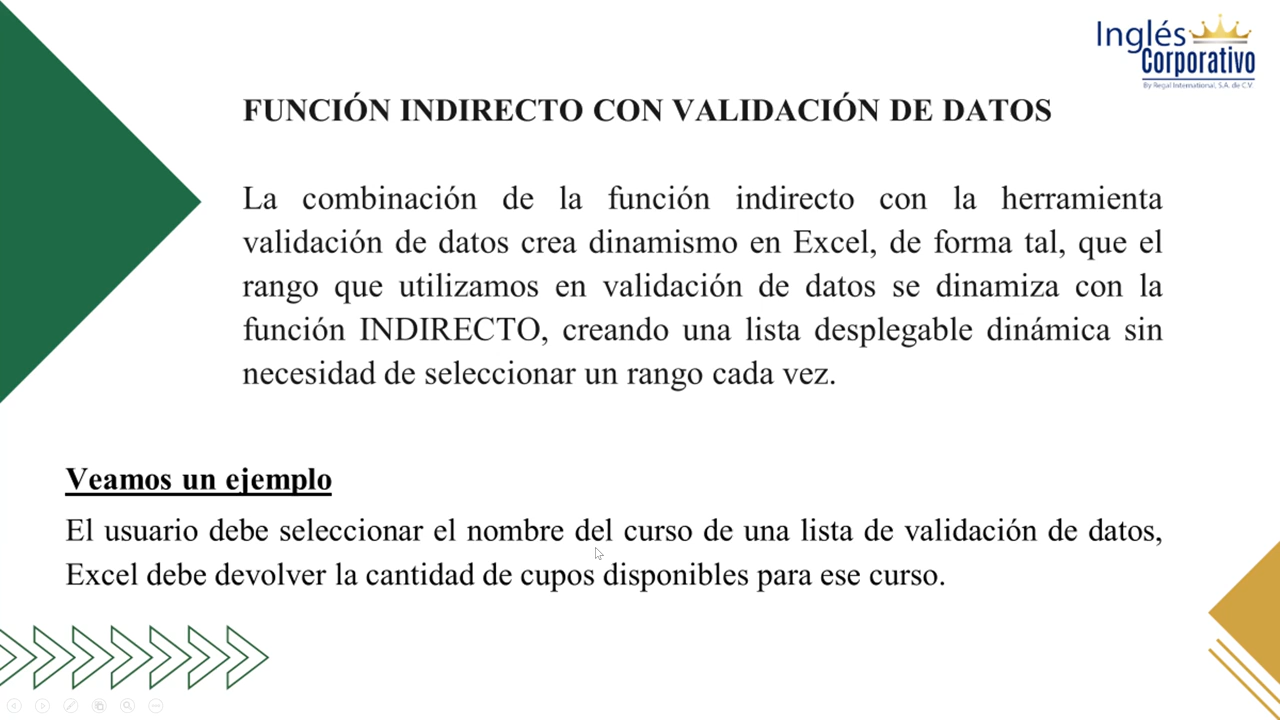 Inglés
Corporativo
By Regal International, S.A. de C.V.
FUNCIÓN INDIRECTO CON VALIDACIÓN DE DATOS
La combinación de la función indirecto con la herramienta
validación de datos crea dinamismo en Excel, de forma tal, que el
rango que utilizamos en validación de datos se dinamiza con la
función INDIRECTO, creando una lista desplegable dinámica sin
necesidad de seleccionar un rango cada vez.
Veamos un ejemplo
El usuario debe seleccionar el nombre del curso de una lista de validación de datos,
Excel debe devolver la cantidad de cupos disponibles para ese curso.